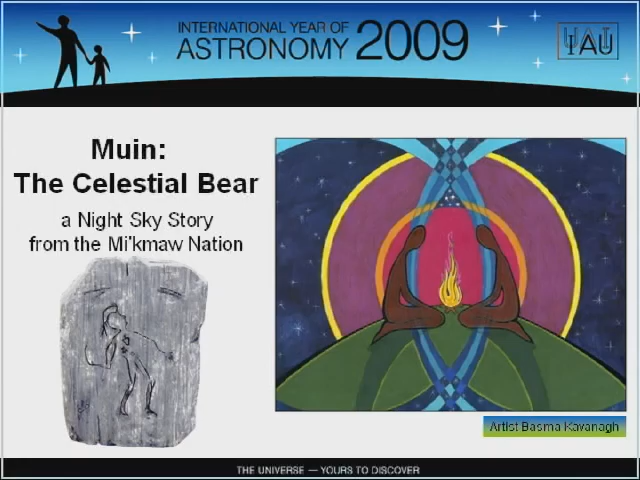 INTERNATIONAL YEAR OF
ASTRONOMY 2009
IAU
Muin:
The Celestial Bear
a Night Sky Story
from the Mi'kmaw Nation
Artist Basma Kavanagh
THE UNIVERSE — YOURS TO DISCOVER